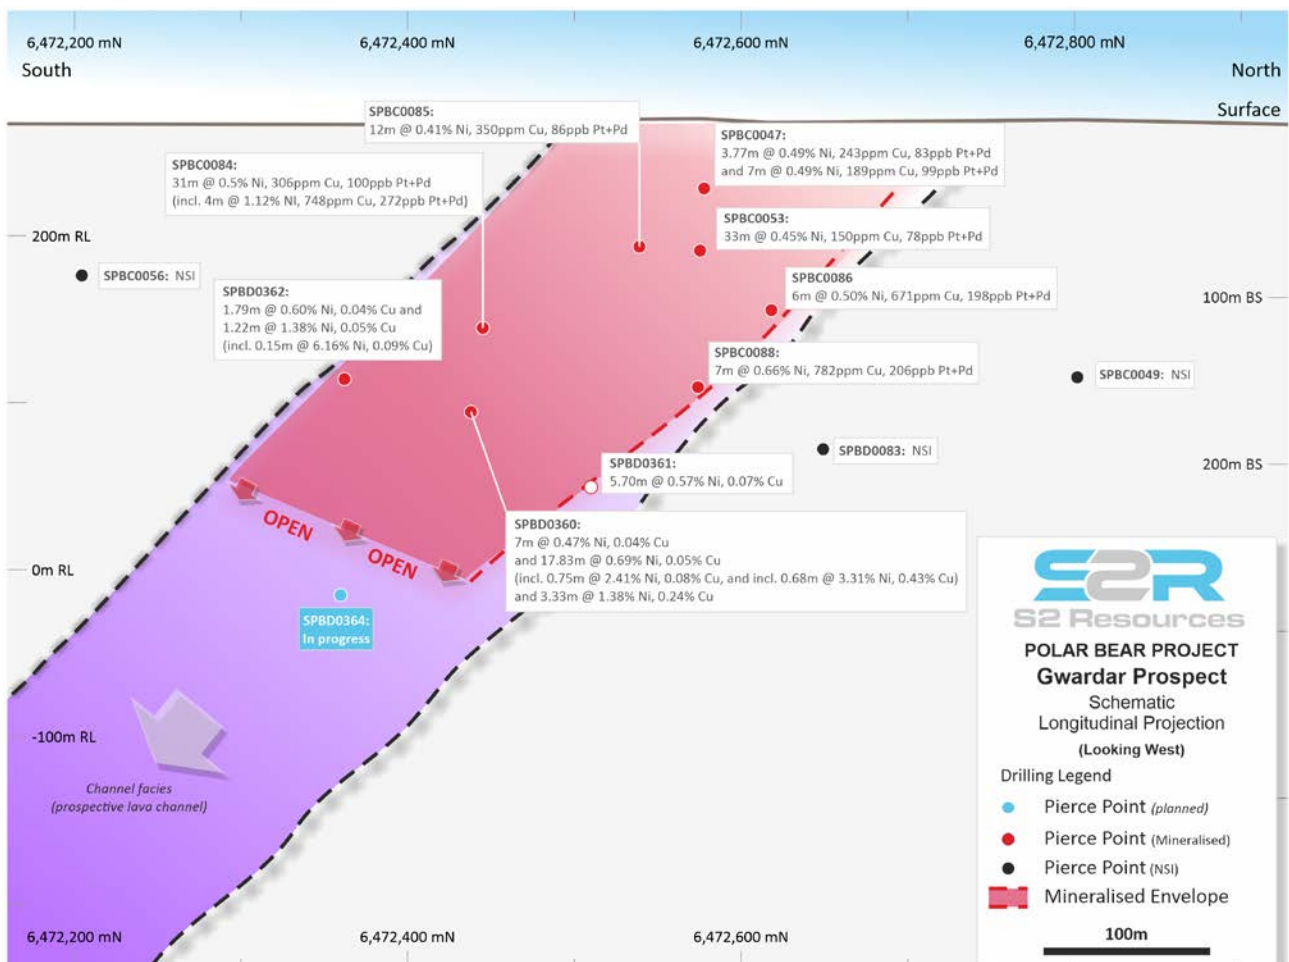 6,472,200 mN
6,472,400 mN
6,472,600 mN
6,472,800 mN
South
North
Surface
SPBC0085:
12m @ 0.41% Ni, 350ppm Cu, 86ppb Pt+Pd
SPBC0047:
3.77m @ 0.49% Ni, 243ppm Cu, 83ppb Pt+Pd
and 7m @ 0.49% Ni, 189ppm Cu, 99ppb Pt+Pd
SPBC0084:
31m @ 0.5% Ni, 306ppm Cu, 100ppb Pt+Pd
(incl. 4m @ 1.12% NI, 748ppm Cu, 272ppb Pt+Pd)
SPBC0053:
33m @ 0.45% Ni, 150ppm Cu, 78ppb Pt+Pd
200m RL
SPBC0056: NSI
SPBC0086
6m @ 0.50% Ni, 671ppm Cu, 198ppb Pt+Pd
100m BS
SPBD0362:
1.79m @ 0.60% Ni, 0.04% Cu and
1.22m @ 1.38% Ni, 0.05% Cu
(incl. 0.15m @ 6.16% Ni, 0.09% Cu)
SPBC0088:
7m @ 0.66% Ni, 782ppm Cu, 206ppb Pt+Pd
SPBC0049: NSI
SPBD0083: NSI
SPBD0361:
5.70m @ 0.57% Ni, 0.07% Cu
200m BS
OPEN
OPEN
SPBD0360:
7m @ 0.47% Ni, 0.04% Cu
and 17.83m @ 0.69% Ni, 0.05% Cu
(incl. 0.75m @ 2.41% Ni, 0.08% Cu, and incl. 0.68m @ 3.31% Ni, 0.43% Cu)
and 3.33m @ 1.38% Ni, 0.24% Cu
0m RL
SPBD0364:
In progress
-100m RL
Channel facies
(prospective lava channel)
S2R
S2 Resources
POLAR BEAR PROJECT
Gwardar Prospect
Schematic
Longitudinal Projection
(Looking West)
Drilling Legend
Pierce Point (planned)
Pierce Point (Mineralised)
Pierce Point (NSI)
Mineralised Envelope
100m
6,472,200 mN
6,472,400 mN
6,472,600 mN